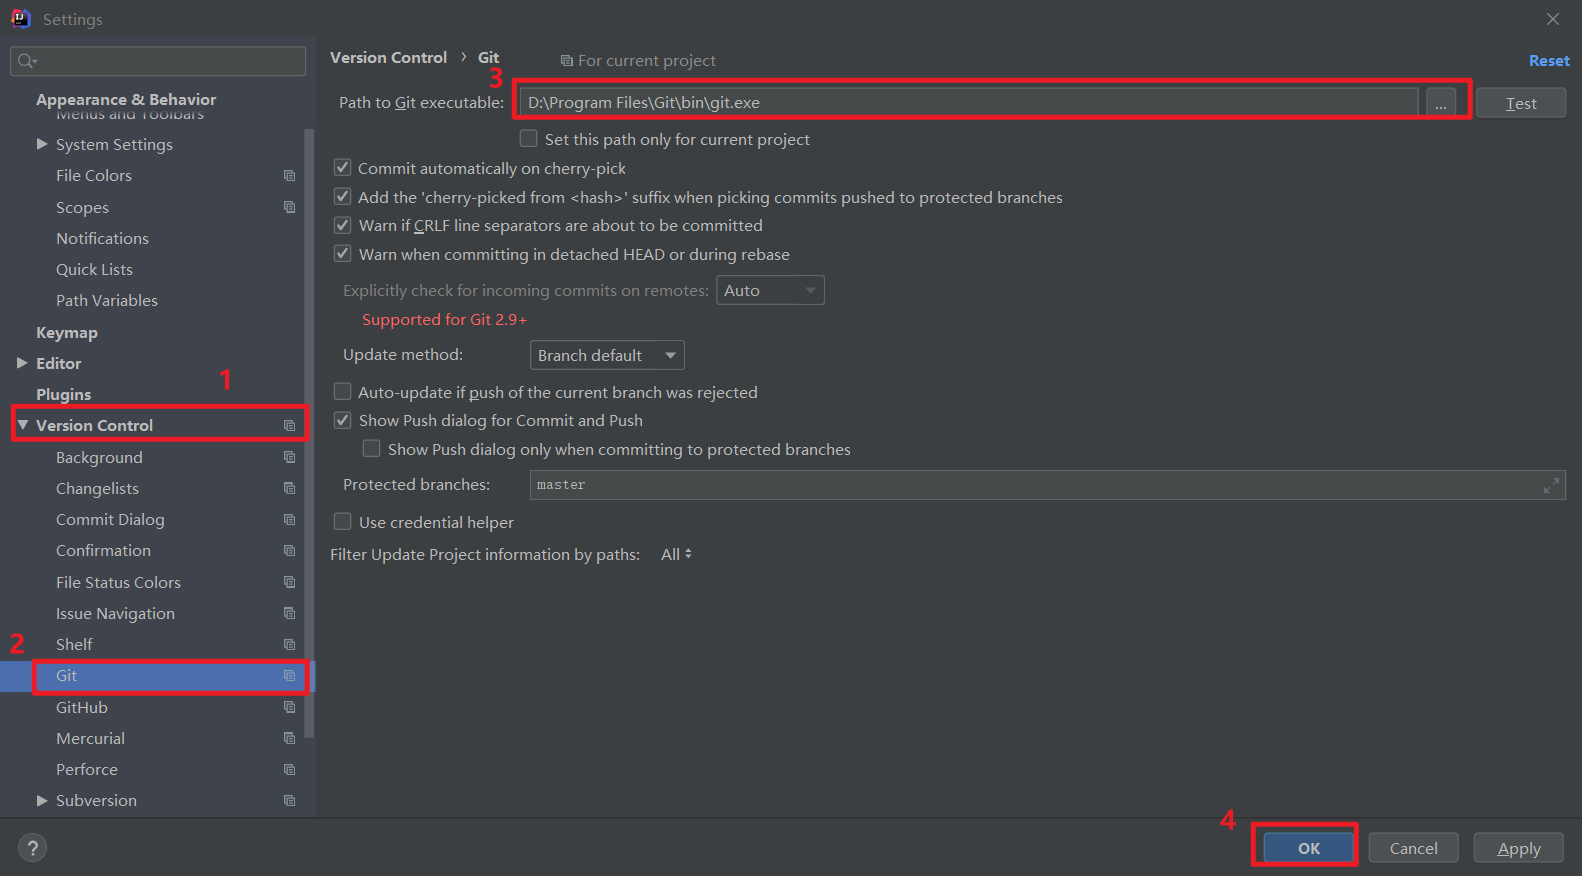 Settings
Version Control › Git For current project Reset
3
Path to Git executable: D:\Program Files\Git\bin\git.exe ... Test
Set this path only for current project
Commit automatically on cherry-pick
Add the 'cherry-picked from <hash>' suffix when picking commits pushed to protected branches
Warn if CRLF line separators are about to be committed
Warn when committing in detached HEAD or during rebase
Explicitly check for incoming commits on remotes: Auto
Supported for Git 2.9+
Update method: Branch default
Auto-update if push of the current branch was rejected
Show Push dialog for Commit and Push
Show Push dialog only when committing to protected branches
Protected branches: master
Use credential helper
Filter Update Project information by paths: All
Appearance & Behavior
Menus and Toolbars
System Settings
File Colors
Scopes
Notifications
Quick Lists
Path Variables
Keymap
Editor
1
Plugins
Version Control
Background
Changelists
Commit Dialog
Confirmation
File Status Colors
Issue Navigation
2
Shelf
Git
GitHub
Mercurial
Perforce
Subversion
4
? OK Cancel Apply